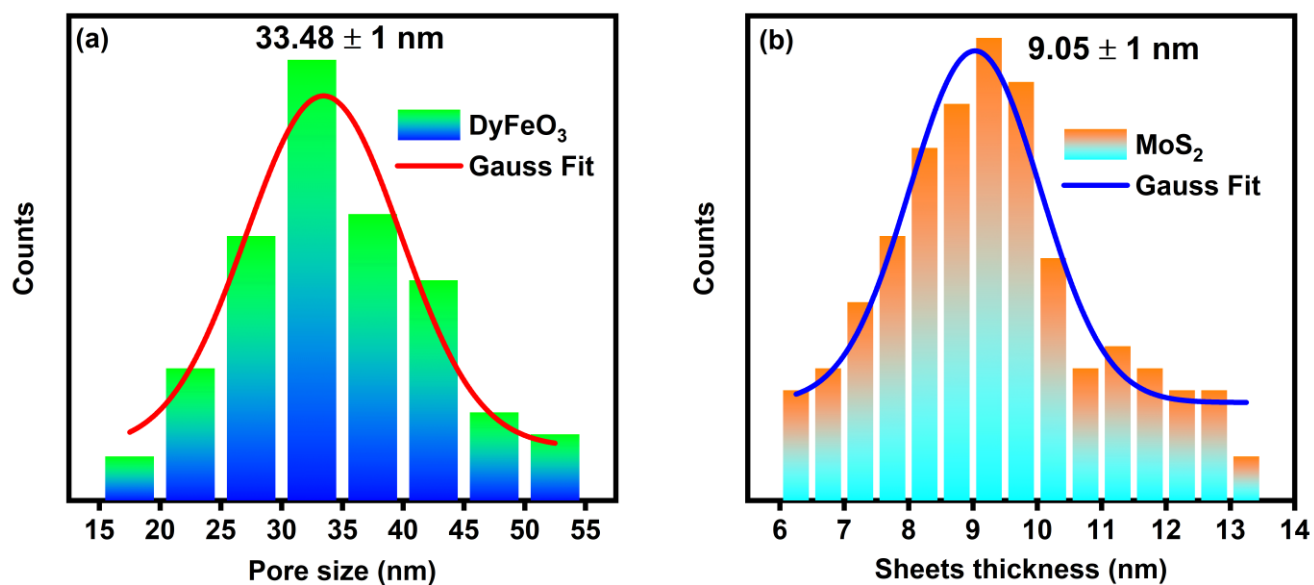 (a)
33.48 ± 1 nm
DyFeO₃
Gauss Fit
Counts
15 20 25 30 35 40 45 50 55
Pore size (nm)
(b)
9.05 ± 1 nm
MoS₂
Gauss Fit
Counts
6 7 8 9 10 11 12 13 14
Sheets thickness (nm)